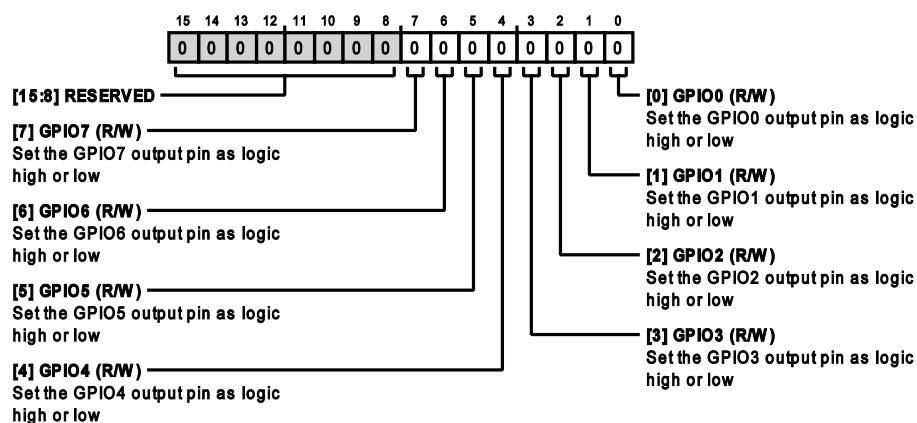 15 14 13 12 11 10 9 8 7 6 5 4 3 2 1 0
0 0 0 0 0 0 0 0 0 0 0 0 0 0 0 0
[15:8] RESERVED
[7] GPIO7 (R/W)
Set the GPIO7 output pin as logic
high or low
[6] GPIO6 (R/W)
Set the GPIO6 output pin as logic
high or low
[5] GPIO5 (R/W)
Set the GPIO5 output pin as logic
high or low
[4] GPIO4 (R/W)
Set the GPIO4 output pin as logic
high or low
[0] GPIO0 (R/W)
Set the GPIO0 output pin as logic
high or low
[1] GPIO1 (R/W)
Set the GPIO1 output pin as logic
high or low
[2] GPIO2 (R/W)
Set the GPIO2 output pin as logic
high or low
[3] GPIO3 (R/W)
Set the GPIO3 output pin as logic
high or low